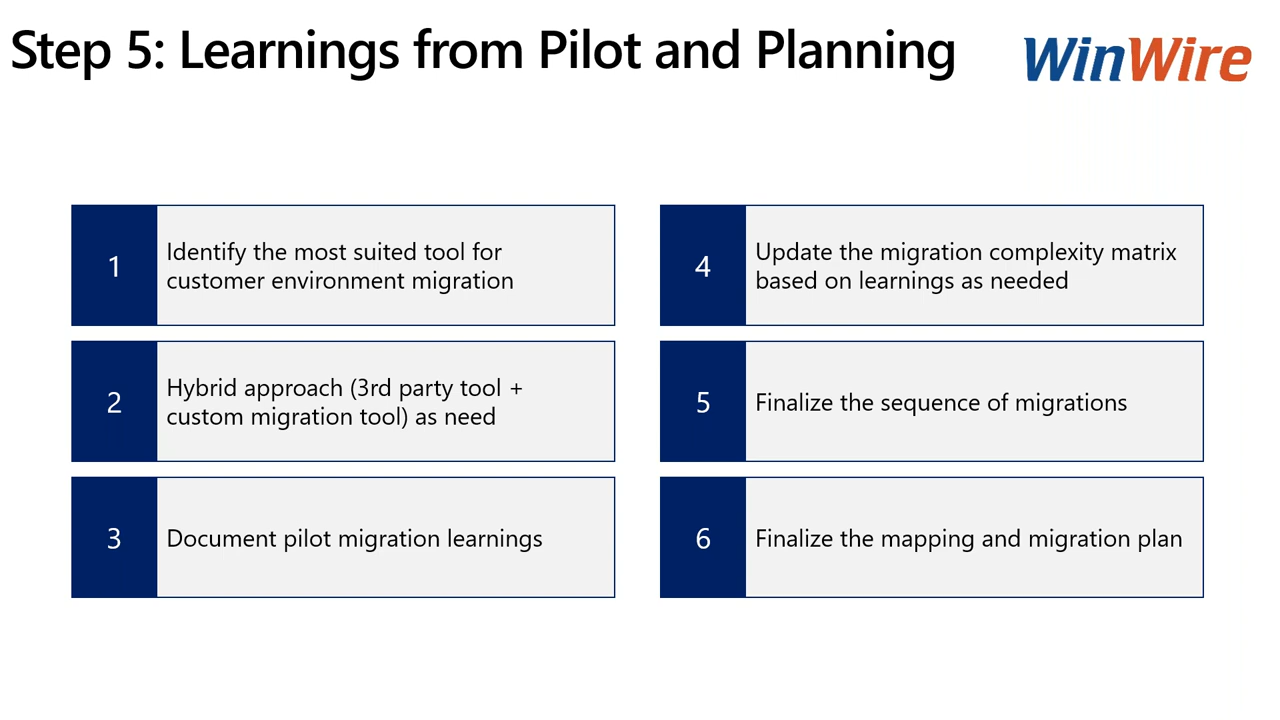 Step 5: Learnings from Pilot and Planning
WinWire
1
Identify the most suited tool for
customer environment migration
2
Hybrid approach (3rd party tool +
custom migration tool) as need
3
Document pilot migration learnings
4
Update the migration complexity matrix
based on learnings as needed
5
Finalize the sequence of migrations
6
Finalize the mapping and migration plan